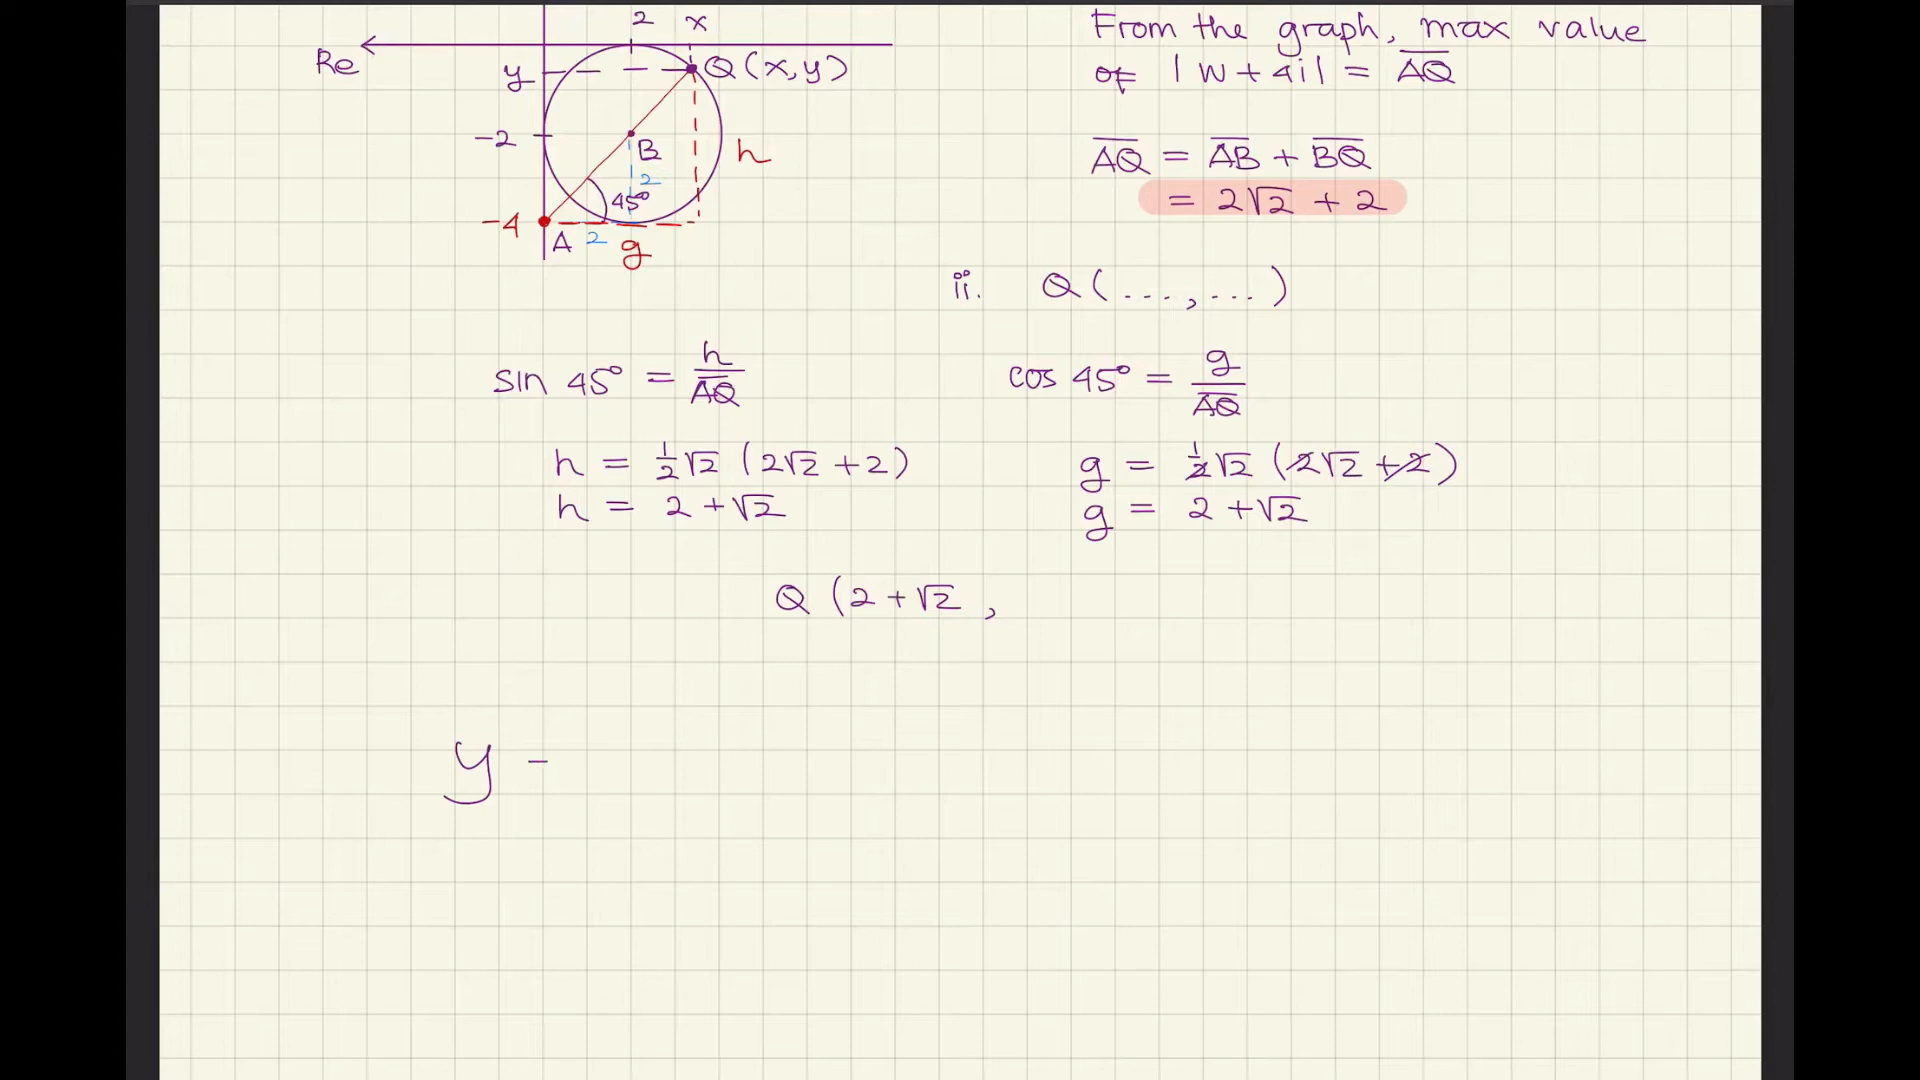 2 x
Re
y Q(x,y)
-2
B h
2
45°
-4
A 2 g
From the graph, max value
of |W + 4i| = AQ
AQ = AB + BQ
= 2√2 + 2
ii. Q(...,...)
sin 45° = h/AQ
h = 1/2√2 (2√2 + 2)
h = 2 + √2
cos 45° = g/AQ
g = 1/2√2 (2√2 + 2)
g = 2 + √2
Q (2 + √2 ,
y -